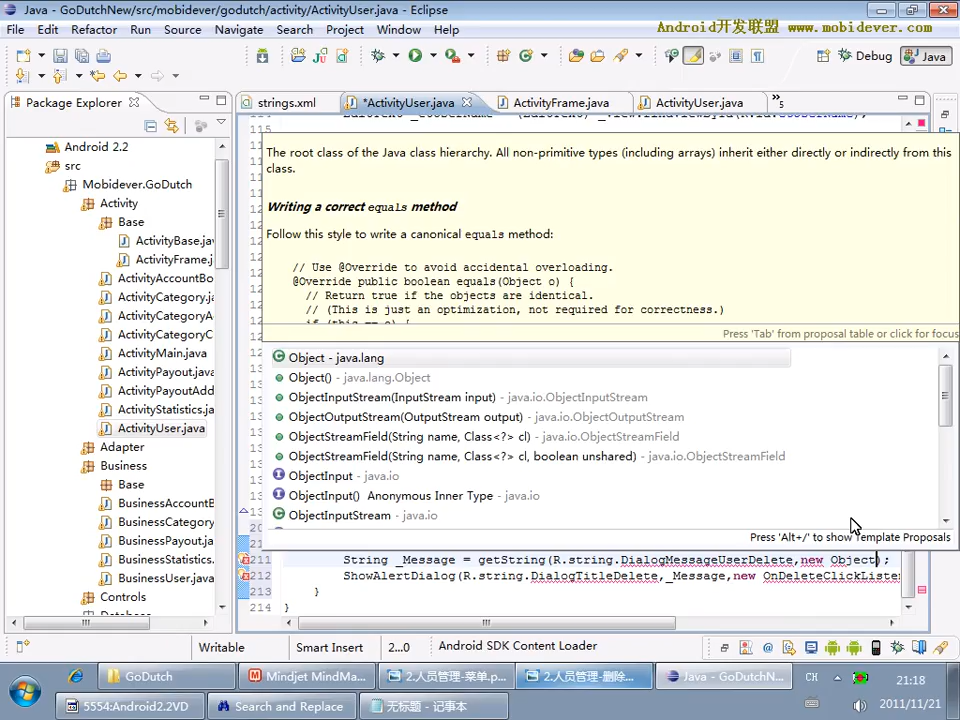 Java - GoDutchNew/src/mobidever/godutch/activity/ActivityUser.java - Eclipse
File Edit Refactor Run Source Navigate Search Project Window Help
Android开发联盟 www.mobidever.com
Debug Java
Package Explorer
strings.xml *ActivityUser.java ActivityFrame.java ActivityUser.java »5
Android 2.2
src
Mobidever.GoDutch
Activity
Base
ActivityBase.jav
ActivityFrame.j
ActivityAccountBo
ActivityCategory.j
ActivityCategoryA
ActivityCategoryC
ActivityMain.java
ActivityPayout.java
ActivityPayoutAdd
ActivityStatistics.ja
ActivityUser.java
Adapter
Business
Base
BusinessAccountB
BusinessCategory
BusinessPayout.ja
BusinessStatistics.
BusinessUser.java
Controls
115
The root class of the Java class hierarchy. All non-primitive types (including arrays) inherit either directly or indirectly from this
class.
Writing a correct equals method
Follow this style to write a canonical equals method:
// Use @Override to avoid accidental overloading.
@Override public boolean equals(Object o) {
// Return true if the objects are identical.
// (This is just an optimization, not required for correctness.)
if (this == o) {
Press 'Tab' from proposal table or click for focus
Object - java.lang
Object() - java.lang.Object
ObjectInputStream(InputStream input) - java.io.ObjectInputStream
ObjectOutputStream(OutputStream output) - java.io.ObjectOutputStream
ObjectStreamField(String name, Class<?> cl) - java.io.ObjectStreamField
ObjectStreamField(String name, Class<?> cl, boolean unshared) - java.io.ObjectStreamField
ObjectInput - java.io
ObjectInput() Anonymous Inner Type - java.io
ObjectInputStream - java.io
Press 'Alt+/' to show Template Proposals
211 String _Message = getString(R.string.DialogMessageUserDelete,new Object);
212 ShowAlertDialog(R.string.DialogTitleDelete,_Message,new OnDeleteClickListen
213 }
214 }
Writable Smart Insert 2...0 Android SDK Content Loader
GoDutch Mindjet MindMa... 2.人员管理-菜单.p... 2.人员管理-删除... Java - GoDutchN... CH 21:18
5554:Android2.2VD Search and Replace 无标题 - 记事本 2011/11/21